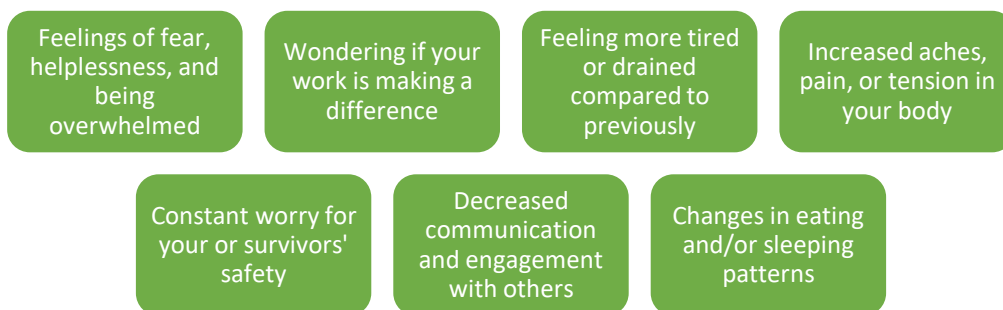 Feelings of fear,
helplessness, and
being
overwhelmed
Wondering if your
work is making a
difference
Feeling more tired
or drained
compared to
previously
Increased aches,
pain, or tension in
your body
Constant worry for
your or survivors'
safety
Decreased
communication
and engagement
with others
Changes in eating
and/or sleeping
patterns